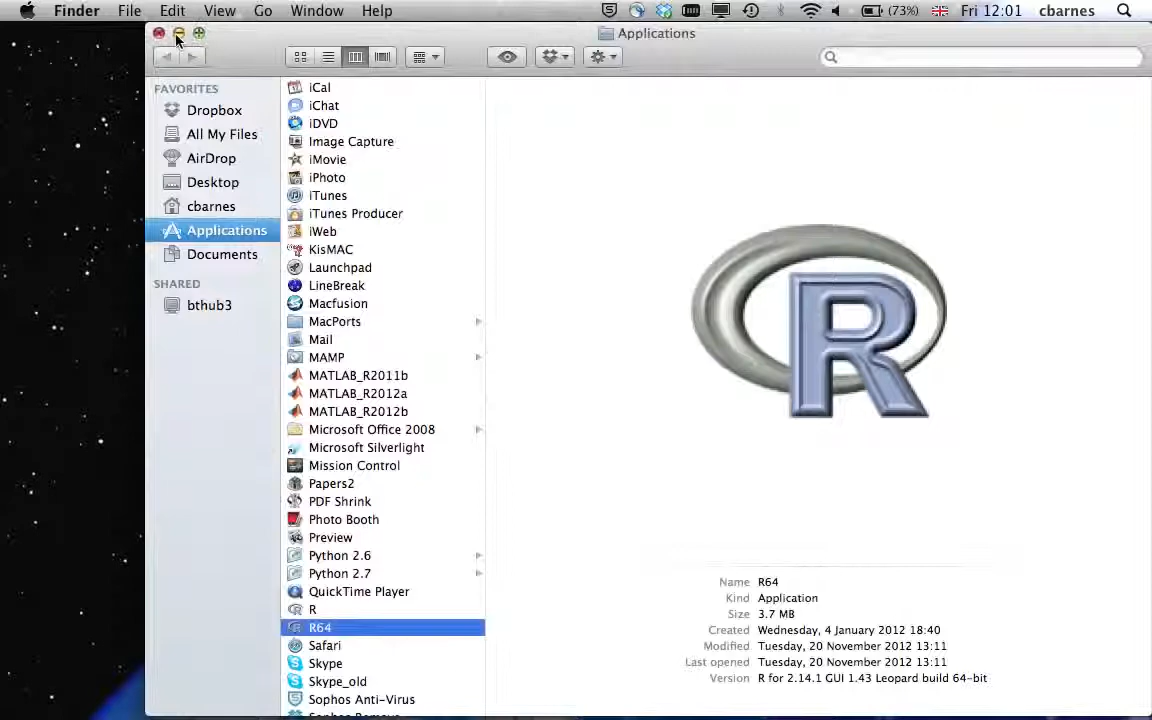 Finder File Edit View Go Window Help (73%) Fri 12:01 cbarnes
Applications
FAVORITES
Dropbox
All My Files
AirDrop
Desktop
cbarnes
Applications
Documents
SHARED
bthub3
iCal
iChat
iDVD
Image Capture
iMovie
iPhoto
iTunes
iTunes Producer
iWeb
KisMAC
Launchpad
LineBreak
Macfusion
MacPorts
Mail
MAMP
MATLAB_R2011b
MATLAB_R2012a
MATLAB_R2012b
Microsoft Office 2008
Microsoft Silverlight
Mission Control
Papers2
PDF Shrink
Photo Booth
Preview
Python 2.6
Python 2.7
QuickTime Player
R
R64
Safari
Skype
Skype_old
Sophos Anti-Virus
R
Name R64
Kind Application
Size 3.7 MB
Created Wednesday, 4 January 2012 18:40
Modified Tuesday, 20 November 2012 13:11
Last opened Tuesday, 20 November 2012 13:11
Version R for 2.14.1 GUI 1.43 Leopard build 64-bit